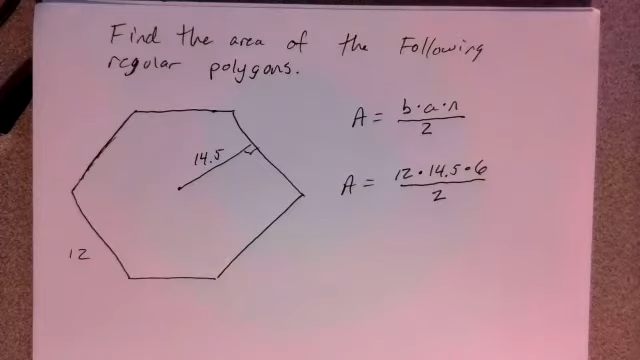 Find the area of the Following
regular polygons.
14.5
12
A = b·a·n/2
A = 12·14.5·6/2